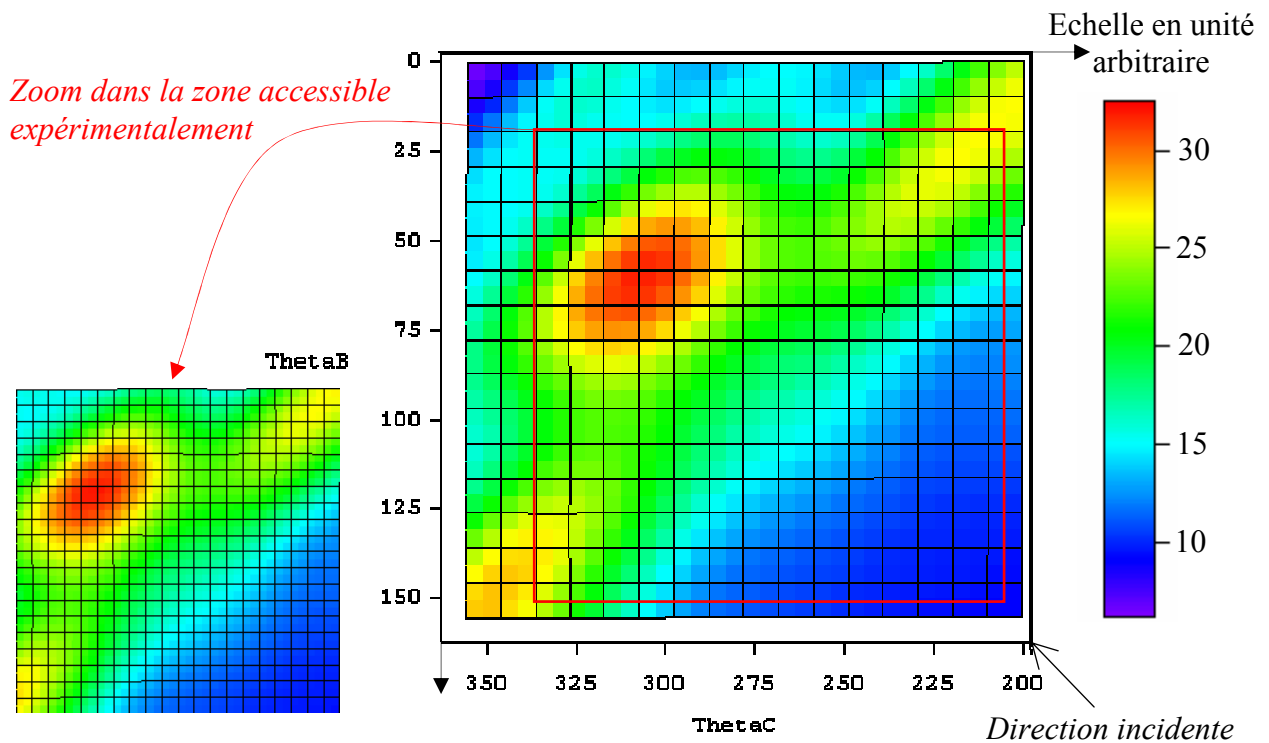 Echelle en unité
arbitraire
Zoom dans la zone accessible
expérimentalement
ThetaB
0
25
50
75
100
125
150
350
325
300
275
250
225
200
ThetaC
30
25
20
15
10
Direction incidente